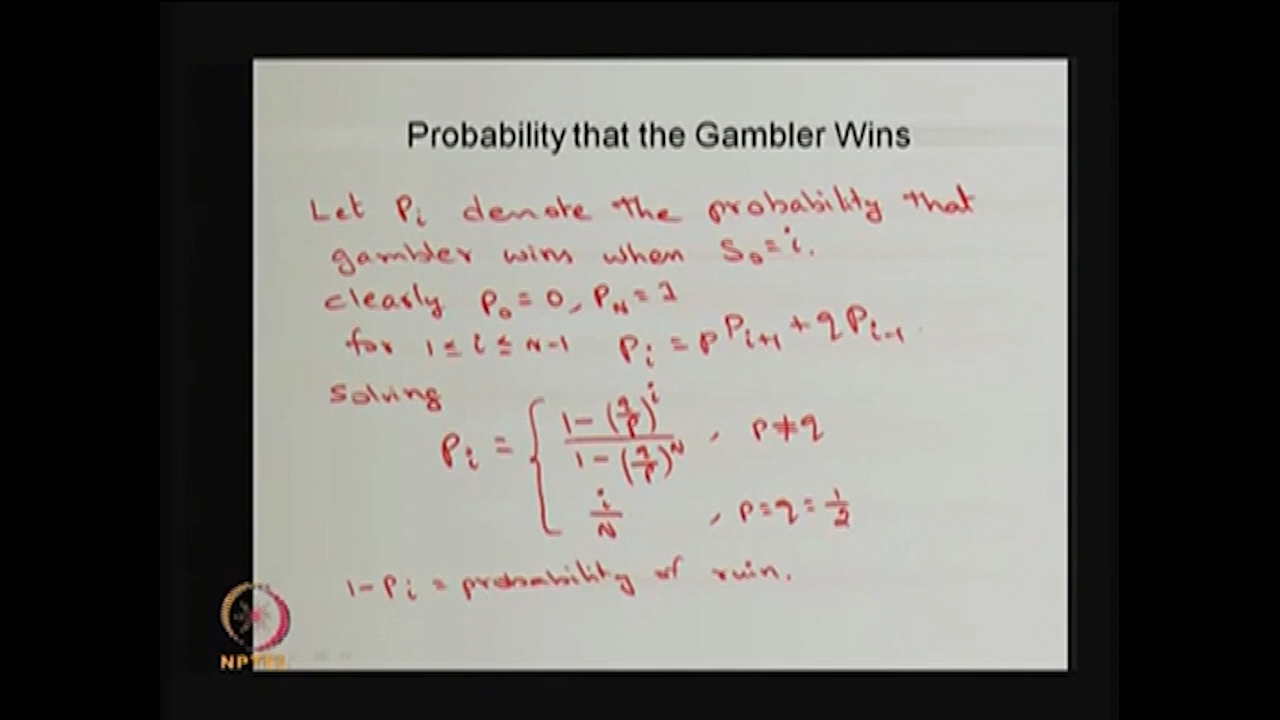 Probability that the Gambler Wins
Let Pi denote the probability that
gambler wins when S₀ = i.
clearly P₀ = 0, P_N = 1
for 1 ≤ i ≤ N-1 Pi = p Pi+1 + q Pi-1
Solving
Pi = { (1 - (q/p)^i) / (1 - (q/p)^N) , p ≠ q
i/N , p = q = 1/2
1 - Pi = probability of ruin.
NPTEL